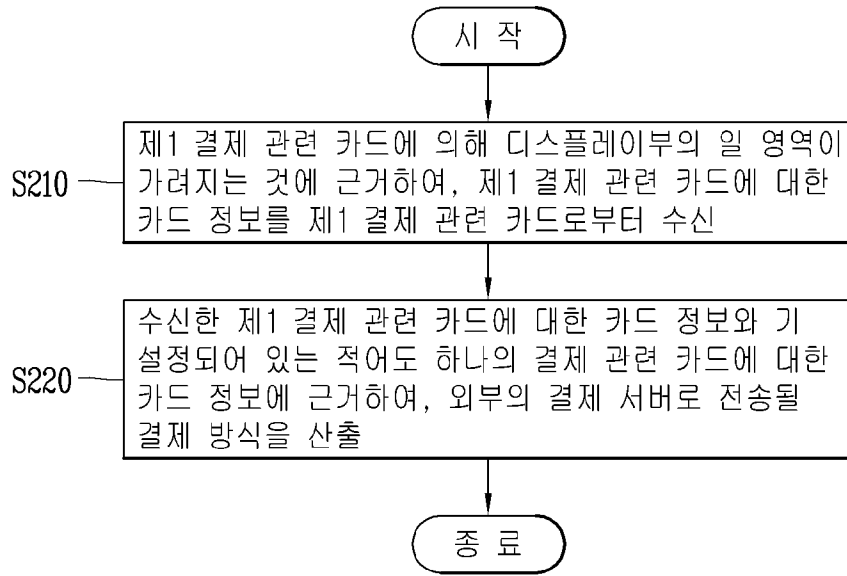 시 작
S210
제1 결제 관련 카드에 의해 디스플레이부의 일 영역이
가려지는 것에 근거하여, 제1 결제 관련 카드에 대한
카드 정보를 제1 결제 관련 카드로부터 수신
S220
수신한 제1 결제 관련 카드에 대한 카드 정보와 기
설정되어 있는 적어도 하나의 결제 관련 카드에 대한
카드 정보에 근거하여, 외부의 결제 서버로 전송될
결제 방식을 산출
종 료